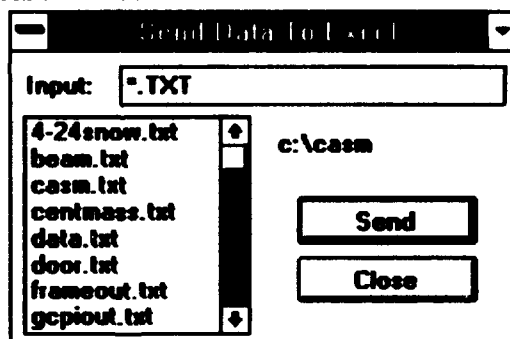 Send Data To Excel
Input: *.TXT
4-24snow.txt
beam.txt
casm.txt
centmass.txt
data.txt
door.txt
frameout.txt
gcpiout.txt
c:\casm
Send
Close